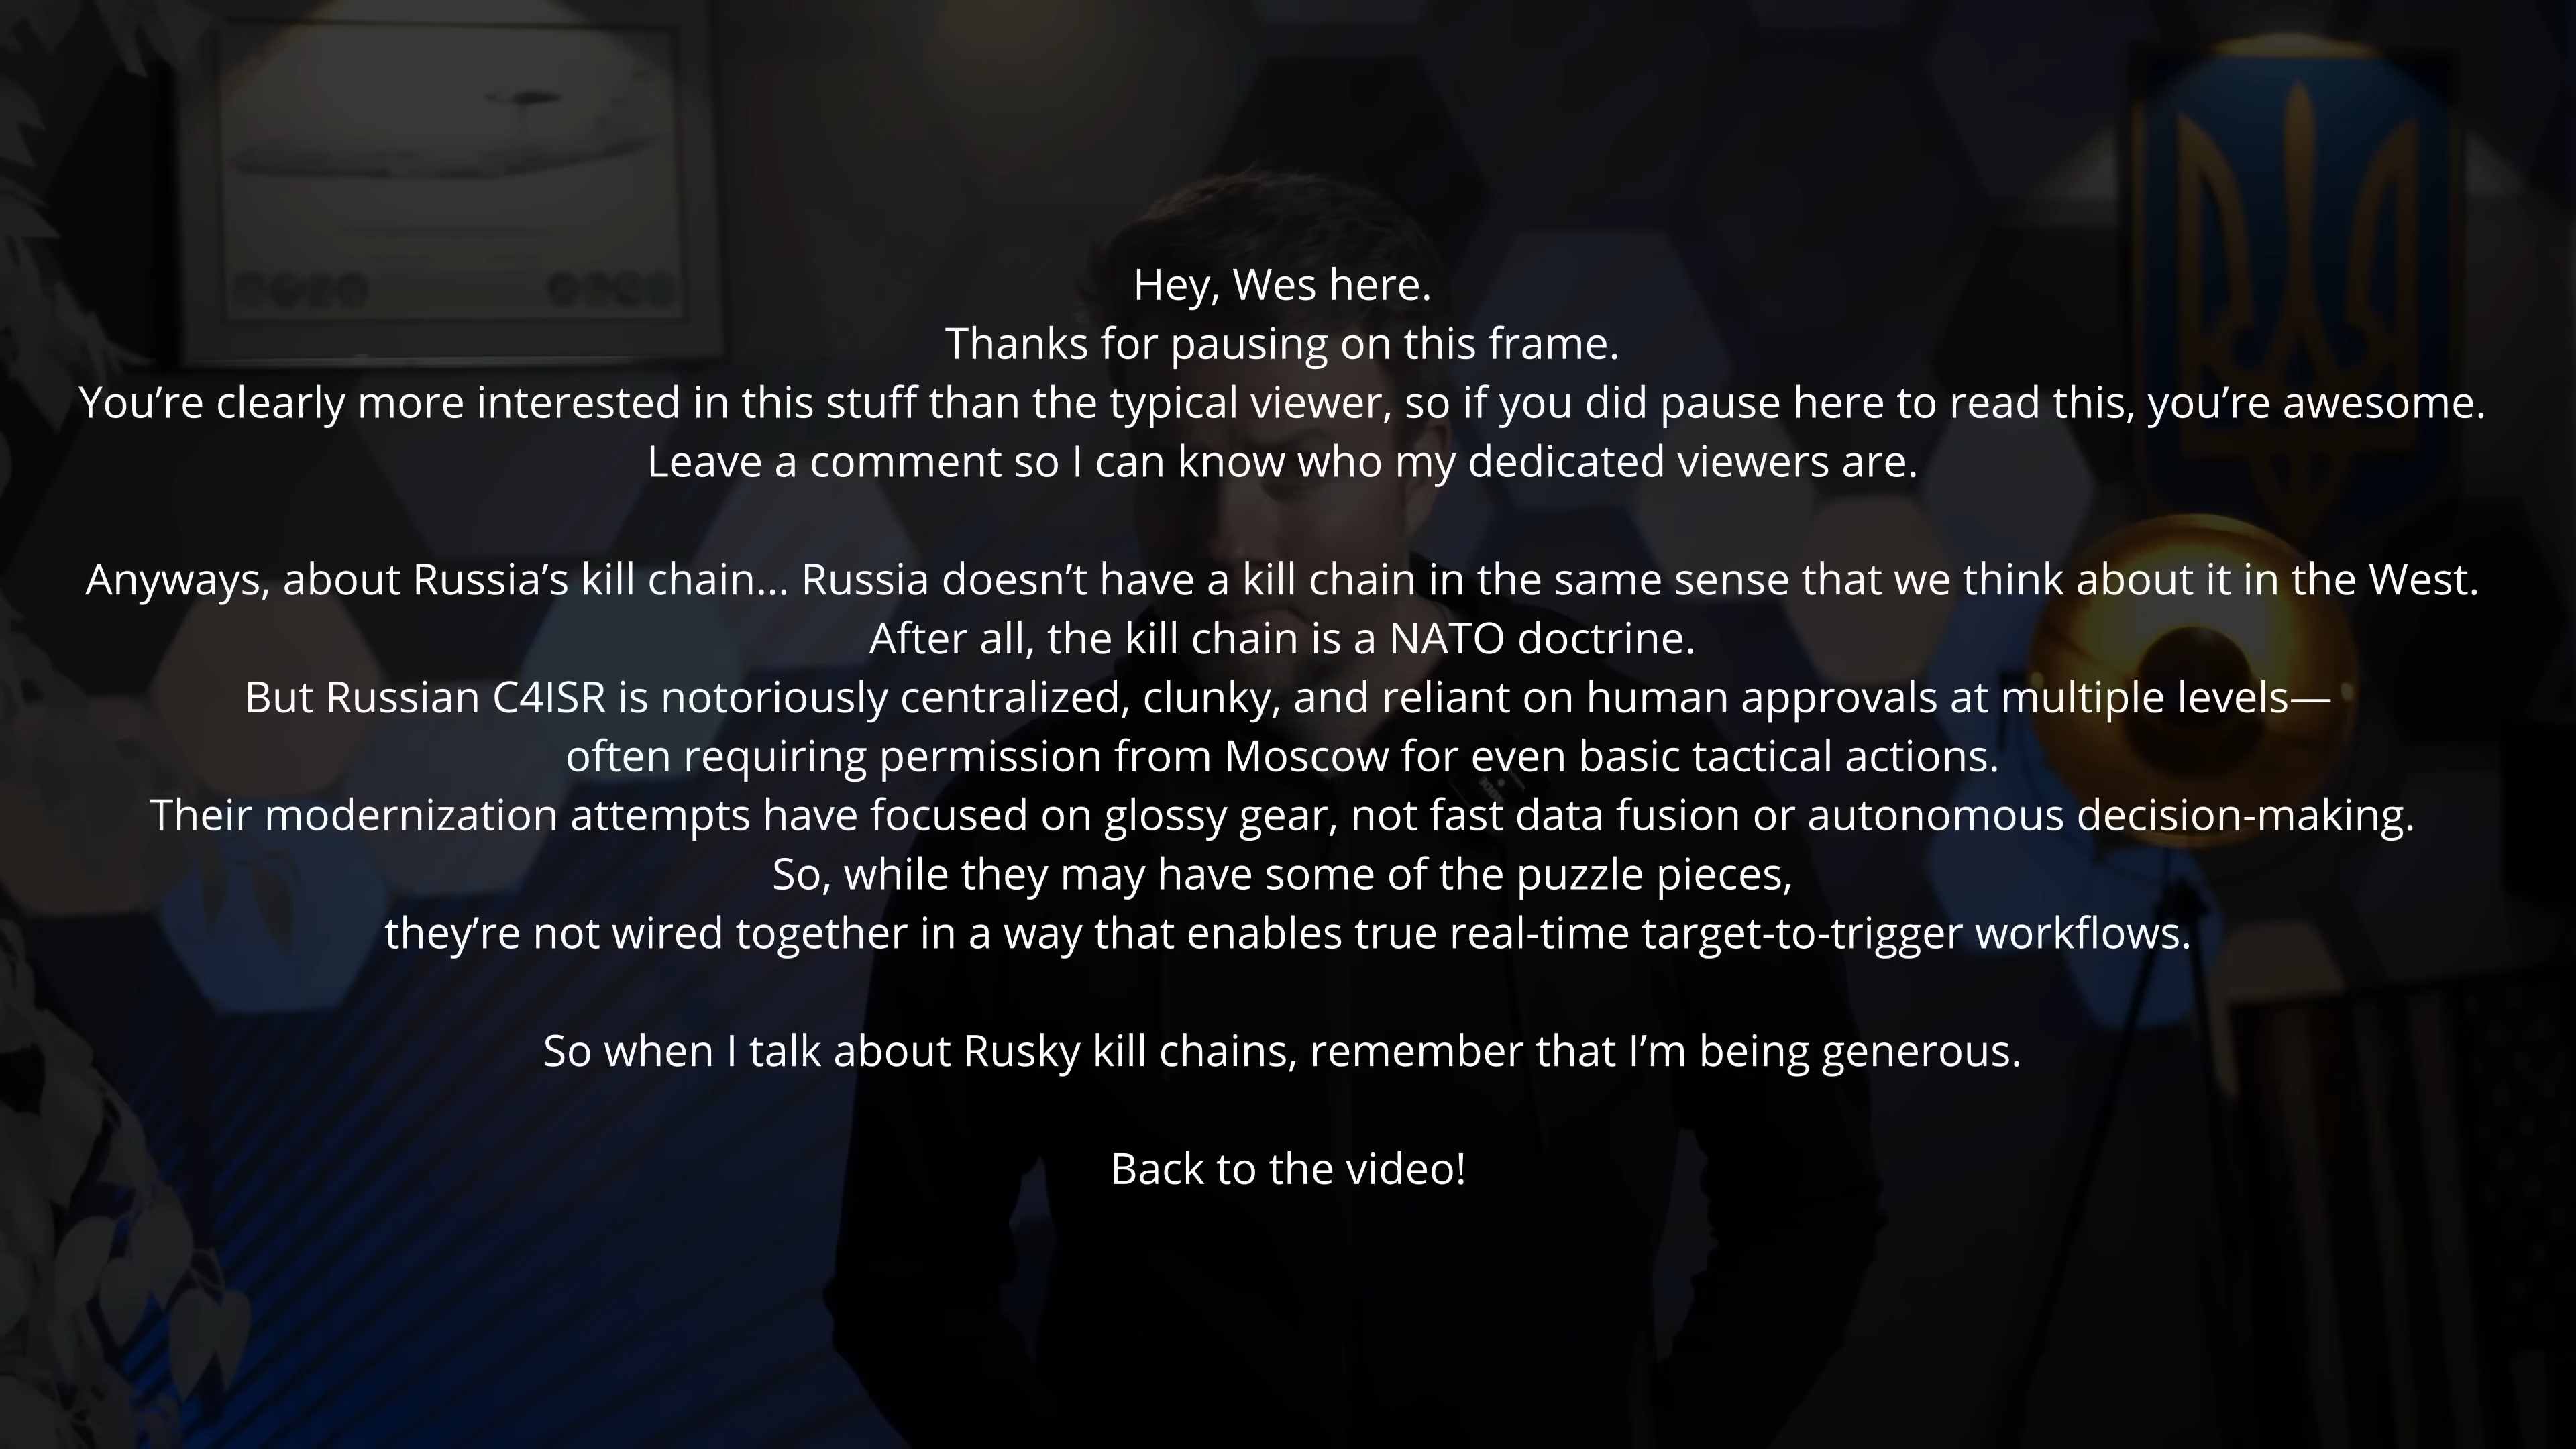 Hey, Wes here.
Thanks for pausing on this frame.
You’re clearly more interested in this stuff than the typical viewer, so if you did pause here to read this, you’re awesome.
Leave a comment so I can know who my dedicated viewers are.
Anyways, about Russia’s kill chain... Russia doesn’t have a kill chain in the same sense that we think about it in the West.
After all, the kill chain is a NATO doctrine.
But Russian C4ISR is notoriously centralized, clunky, and reliant on human approvals at multiple levels—
often requiring permission from Moscow for even basic tactical actions.
Their modernization attempts have focused on glossy gear, not fast data fusion or autonomous decision-making.
So, while they may have some of the puzzle pieces,
they’re not wired together in a way that enables true real-time target-to-trigger workflows.
So when I talk about Rusky kill chains, remember that I’m being generous.
Back to the video!